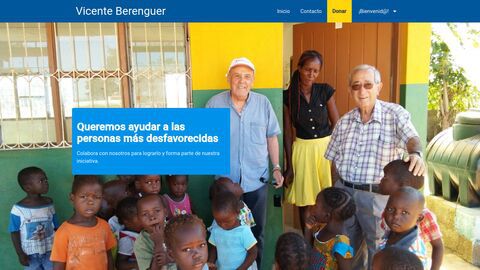 Vicente Berenguer
Inicio Contacto Donar ¡Bienvenid@!
Queremos ayudar a las
personas más desfavorecidas
Colabora con nosotros para lograrlo y forma parte de nuestra
iniciativa.